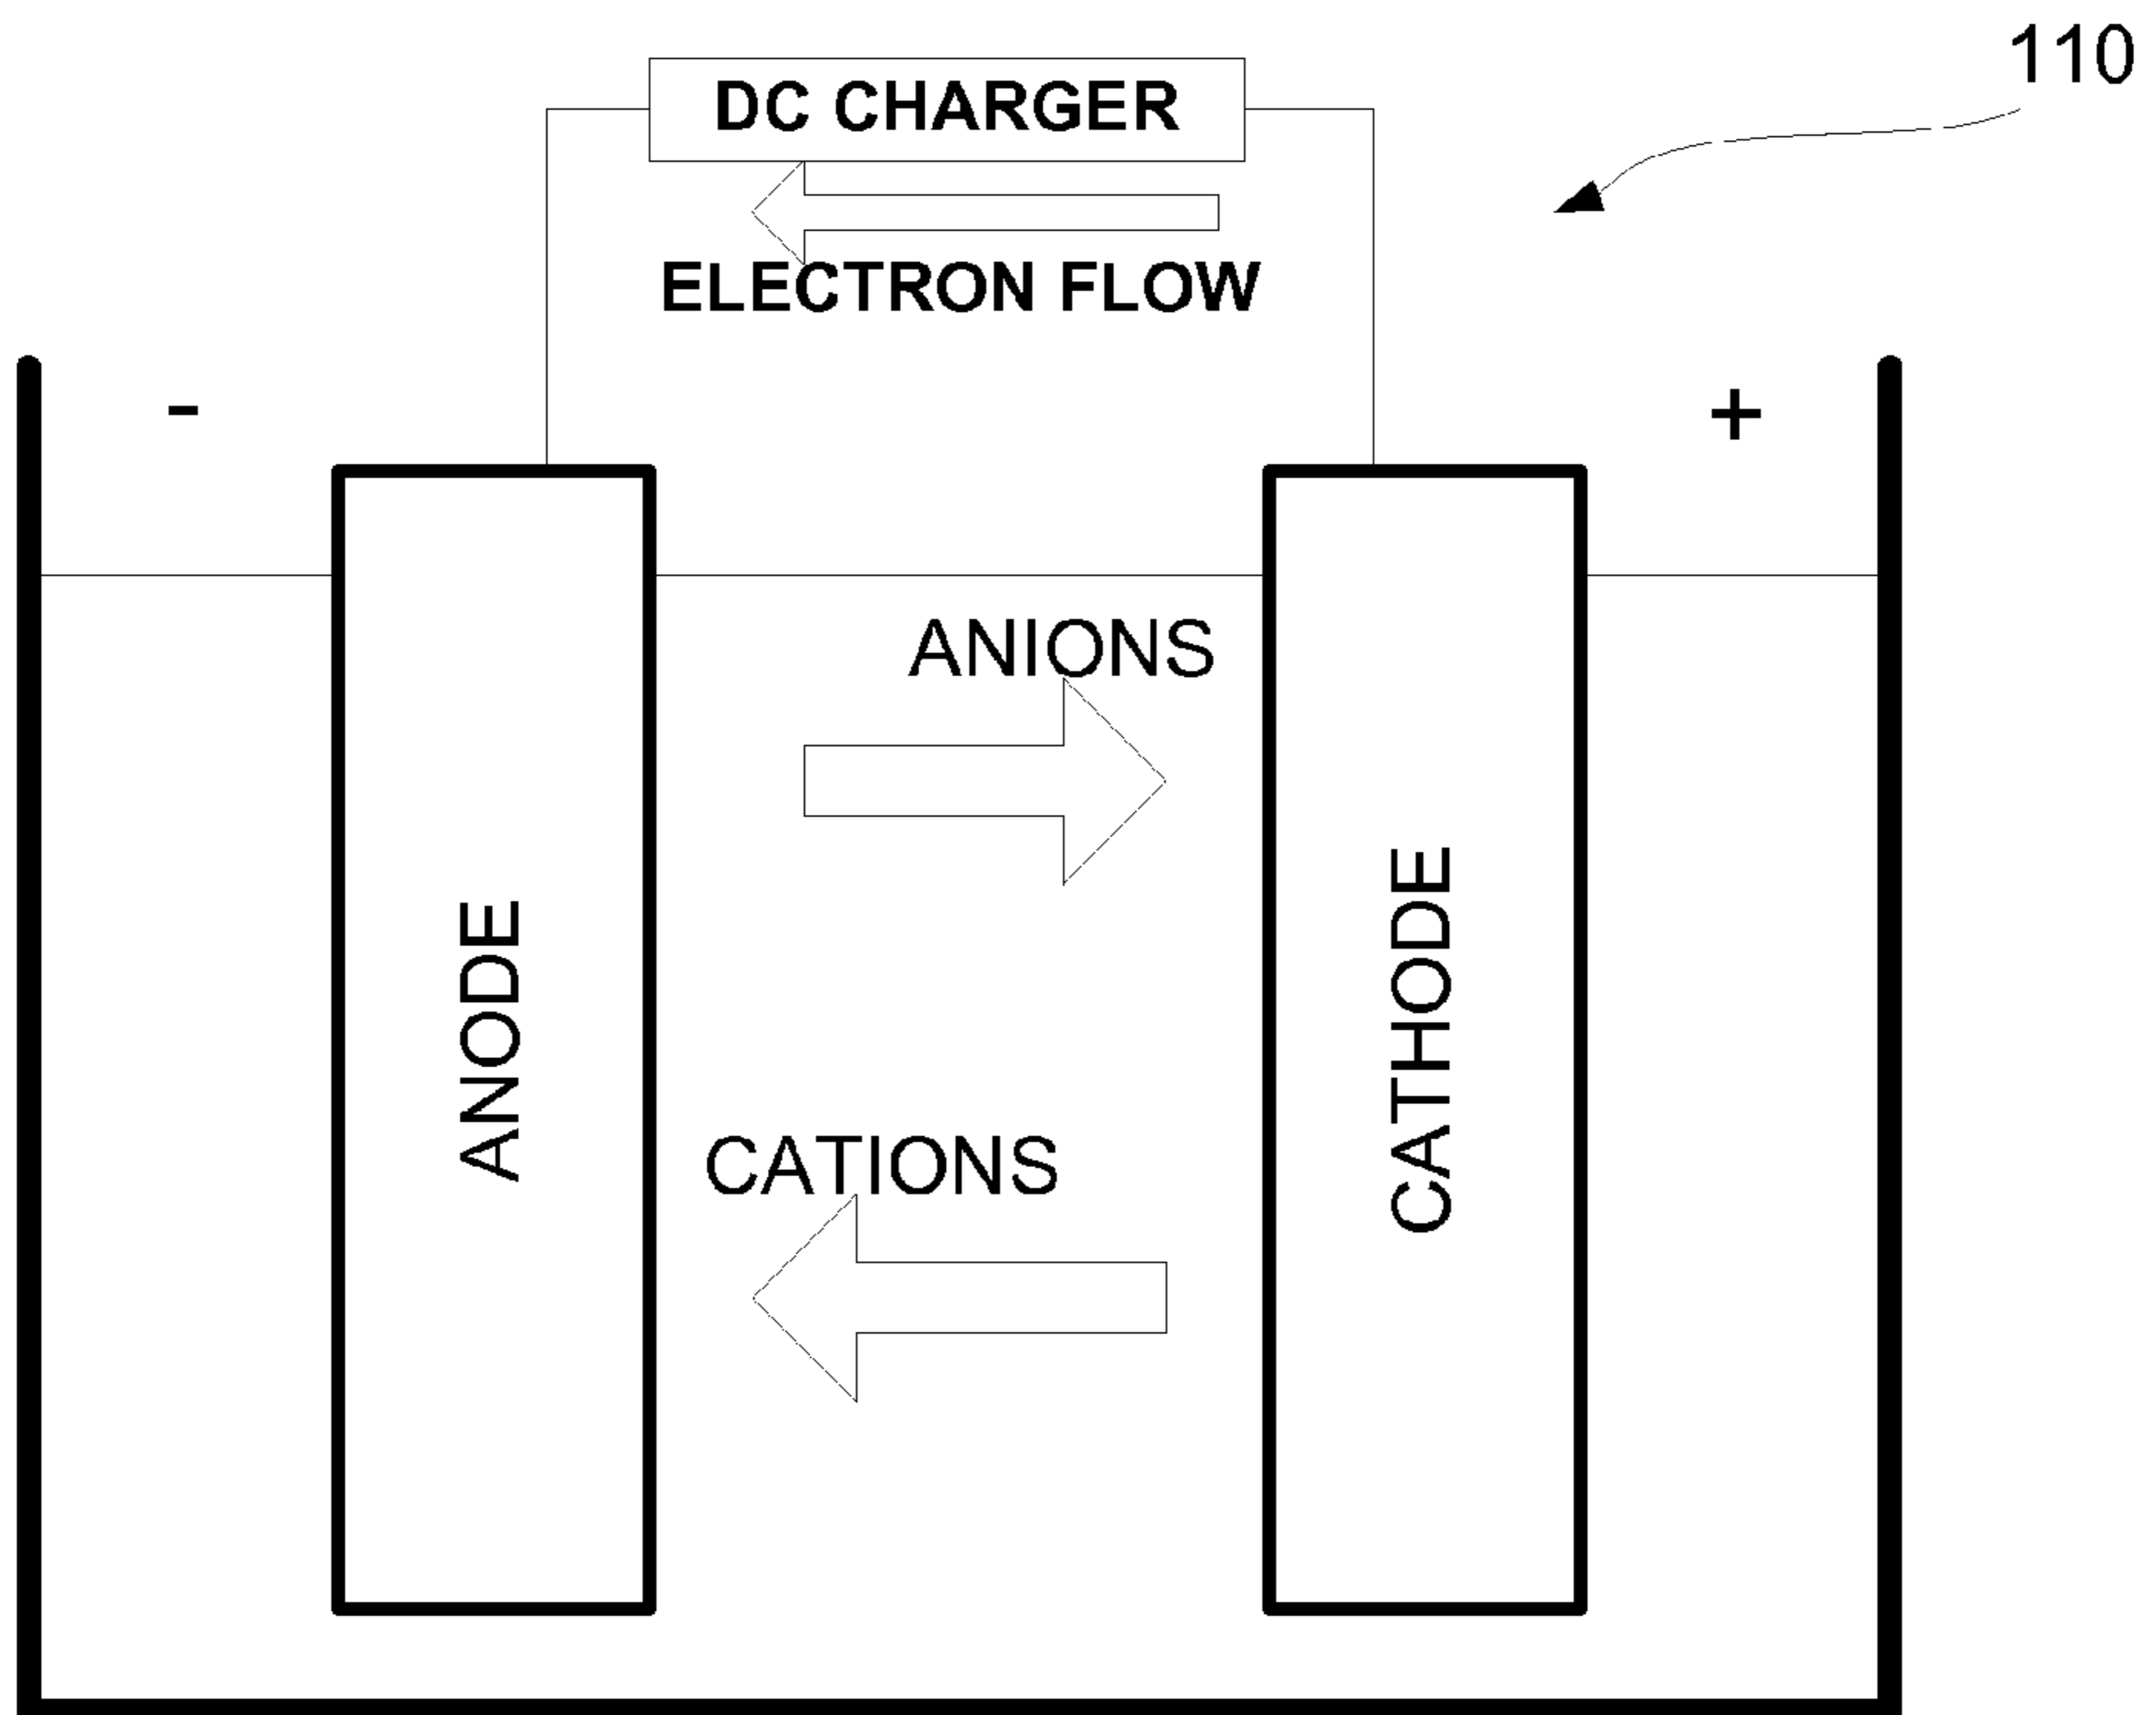 110
DC CHARGER
ELECTRON FLOW
-
+
ANIONS
ANODE
CATHODE
CATIONS